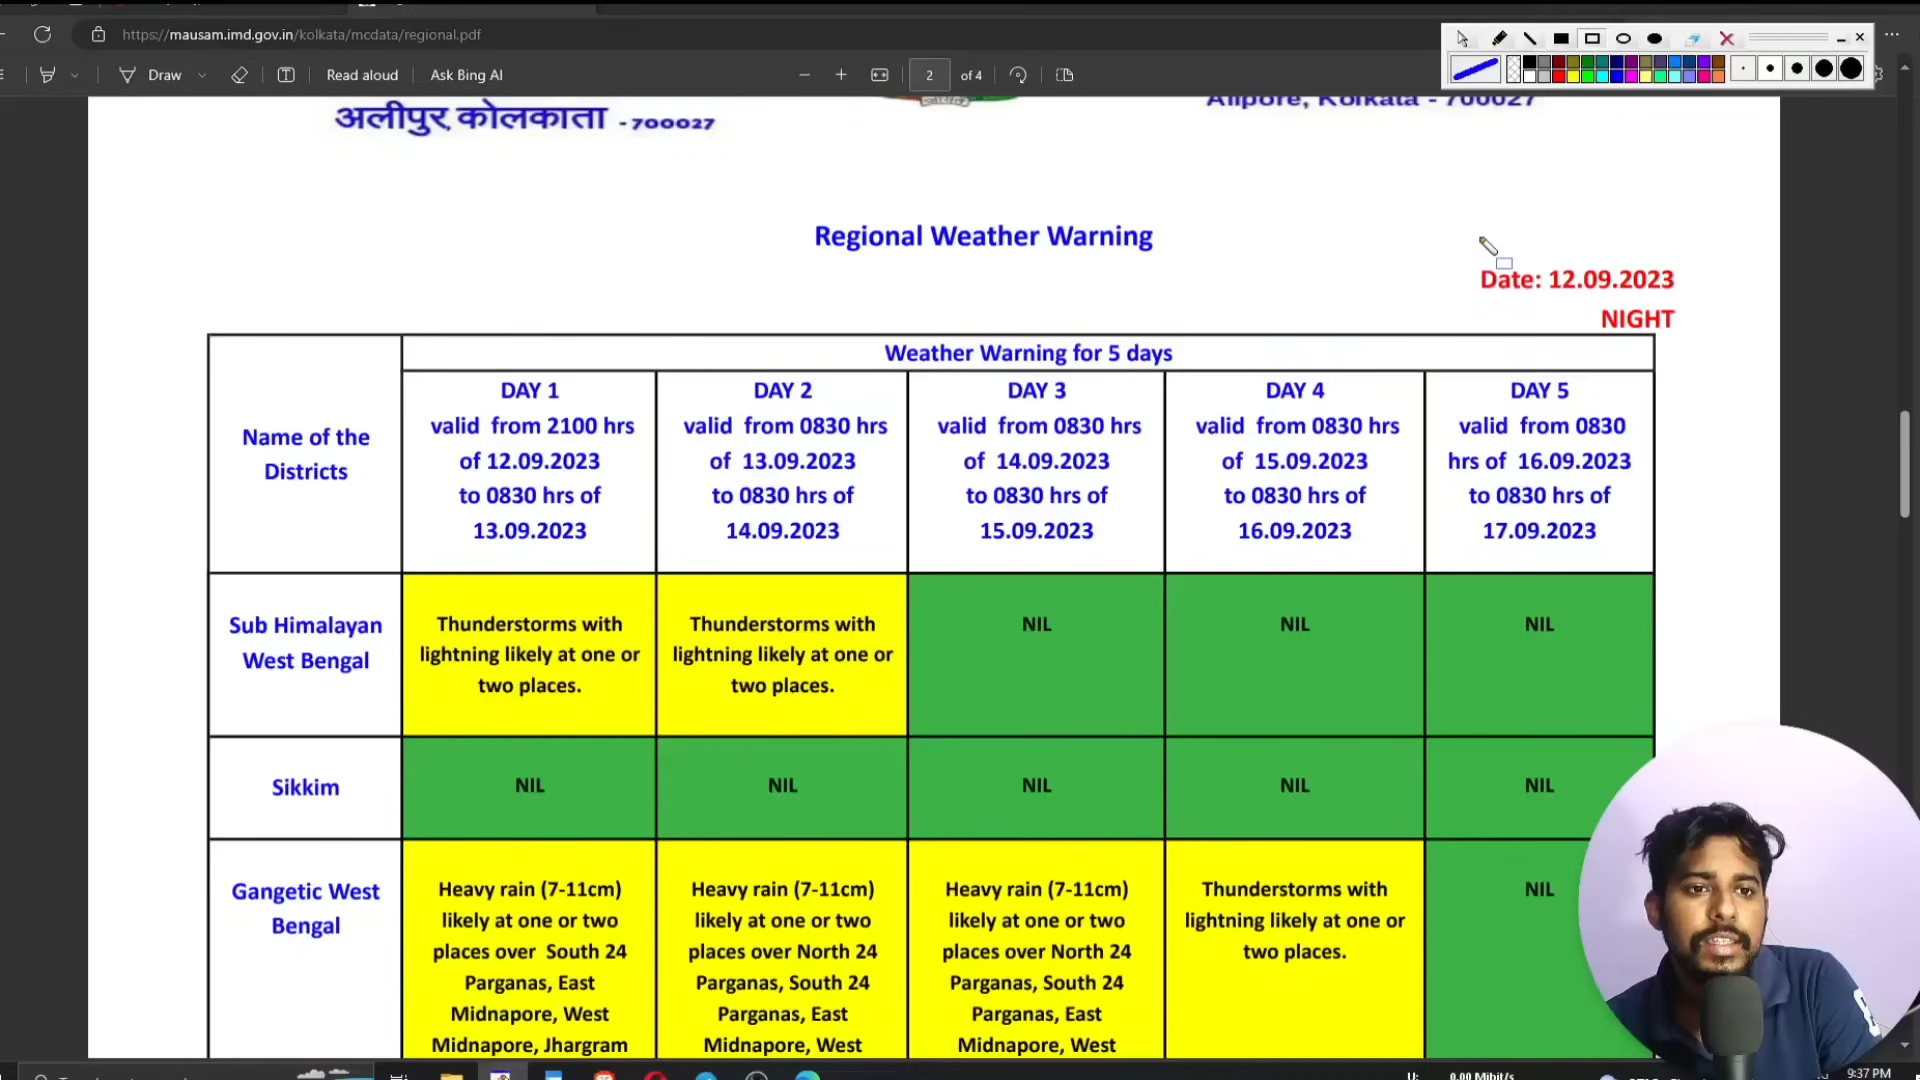 https://mausam.imd.gov.in/kolkata/mcdata/regional.pdf
Draw
Read aloud
Ask Bing AI
2
of 4
अलीपुर, कोलकाता - 700027
Alipore, Kolkata - 700027
Regional Weather Warning
Date: 12.09.2023
NIGHT
Name of the
Districts
Weather Warning for 5 days
DAY 1
valid from 2100 hrs
of 12.09.2023
to 0830 hrs of
13.09.2023
DAY 2
valid from 0830 hrs
of 13.09.2023
to 0830 hrs of
14.09.2023
DAY 3
valid from 0830 hrs
of 14.09.2023
to 0830 hrs of
15.09.2023
DAY 4
valid from 0830 hrs
of 15.09.2023
to 0830 hrs of
16.09.2023
DAY 5
valid from 0830
hrs of 16.09.2023
to 0830 hrs of
17.09.2023
Sub Himalayan
West Bengal
Thunderstorms with
lightning likely at one or
two places.
Thunderstorms with
lightning likely at one or
two places.
NIL
NIL
NIL
Sikkim
NIL
NIL
NIL
NIL
NIL
Gangetic West
Bengal
Heavy rain (7-11cm)
likely at one or two
places over South 24
Parganas, East
Midnapore, West
Midnapore, Jhargram
Heavy rain (7-11cm)
likely at one or two
places over North 24
Parganas, South 24
Parganas, East
Midnapore, West
Heavy rain (7-11cm)
likely at one or two
places over North 24
Parganas, South 24
Parganas, East
Midnapore, West
Thunderstorms with
lightning likely at one or
two places.
NIL
U:
0.00 Mibit/s
9:37 PM